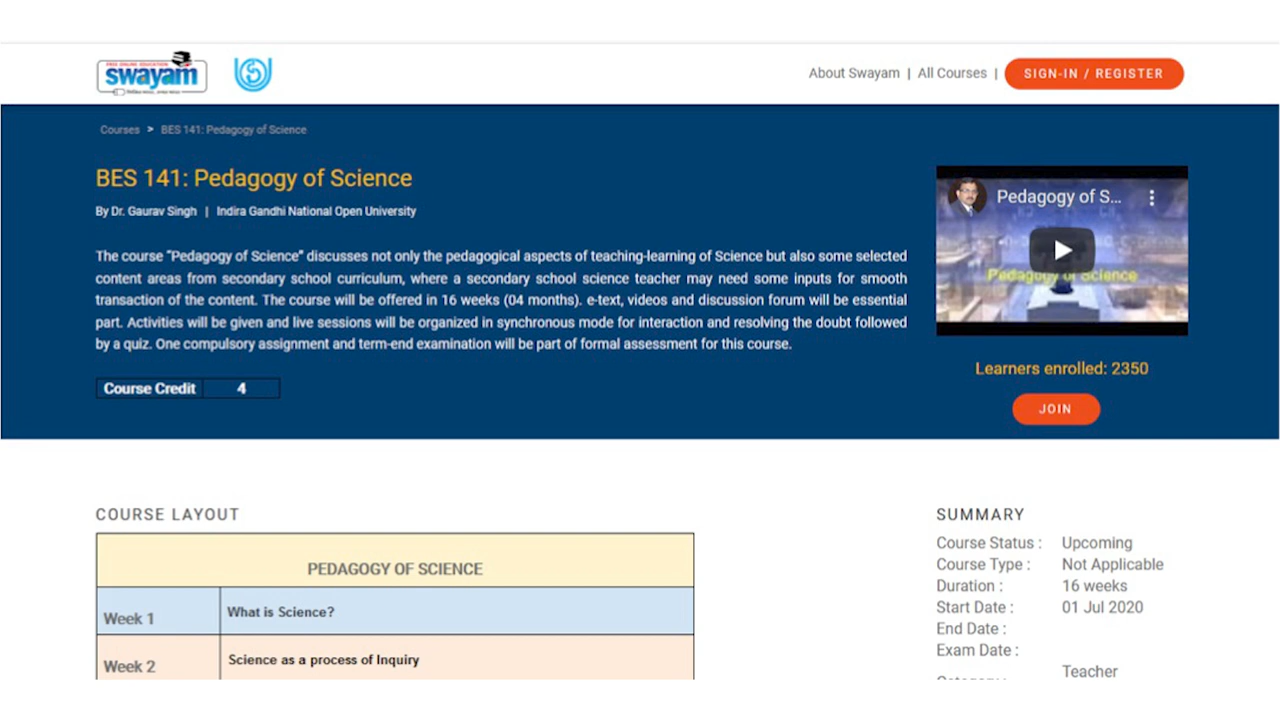 FREE ONLINE EDUCATION
swayam
About Swayam | All Courses | SIGN-IN / REGISTER
Courses > BES 141: Pedagogy of Science
BES 141: Pedagogy of Science
By Dr. Gaurav Singh | Indira Gandhi National Open University
The course "Pedagogy of Science" discusses not only the pedagogical aspects of teaching-learning of Science but also some selected
content areas from secondary school curriculum, where a secondary school science teacher may need some inputs for smooth
transaction of the content. The course will be offered in 16 weeks (04 months). e-text, videos and discussion forum will be essential
part. Activities will be given and live sessions will be organized in synchronous mode for interaction and resolving the doubt followed
by a quiz. One compulsory assignment and term-end examination will be part of formal assessment for this course.
Course Credit 4
Pedagogy of S...
Pedagogy of Science
Learners enrolled: 2350
JOIN
COURSE LAYOUT
PEDAGOGY OF SCIENCE
Week 1 What is Science?
Week 2 Science as a process of Inquiry
SUMMARY
Course Status : Upcoming
Course Type : Not Applicable
Duration : 16 weeks
Start Date : 01 Jul 2020
End Date :
Exam Date :
Teacher